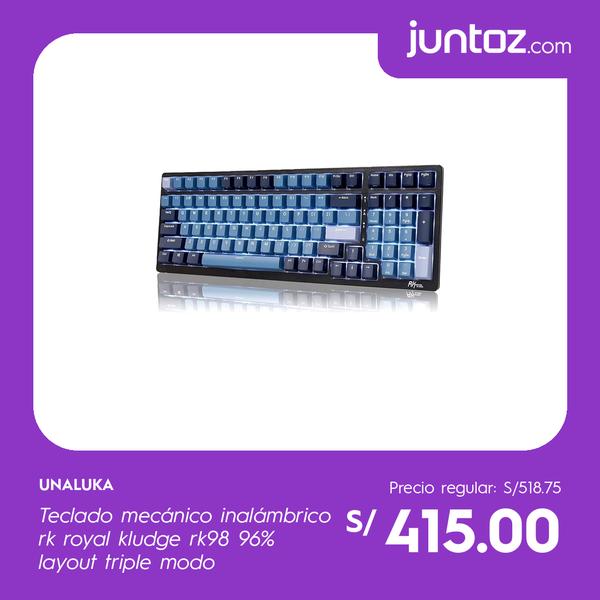 juntoz.com
UNALUKA
Teclado mecánico inalámbrico
rk royal kludge rk98 96%
layout triple modo
Precio regular: S/518.75
S/ 415.00